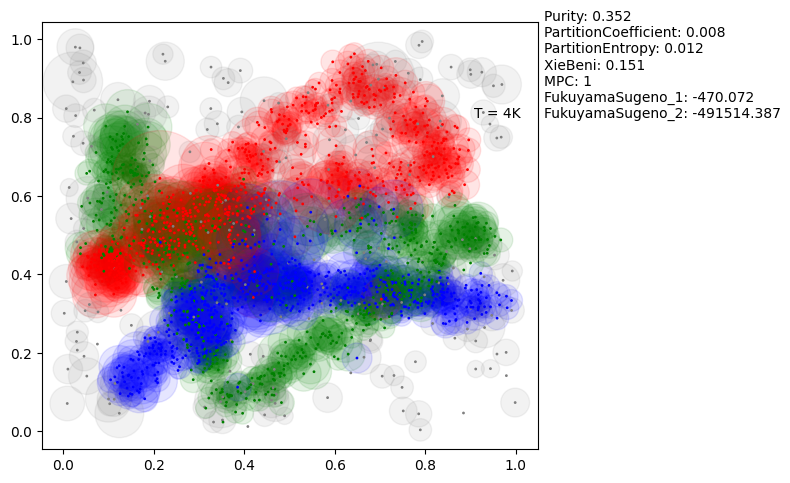 Purity: 0.352
PartitionCoefficient: 0.008
PartitionEntropy: 0.012
XieBeni: 0.151
MPC: 1
FukuyamaSugeno_1: -470.072
FukuyamaSugeno_2: -491514.387
T = 4K
1.0
0.8
0.6
0.4
0.2
0.0
0.0 0.2 0.4 0.6 0.8 1.0